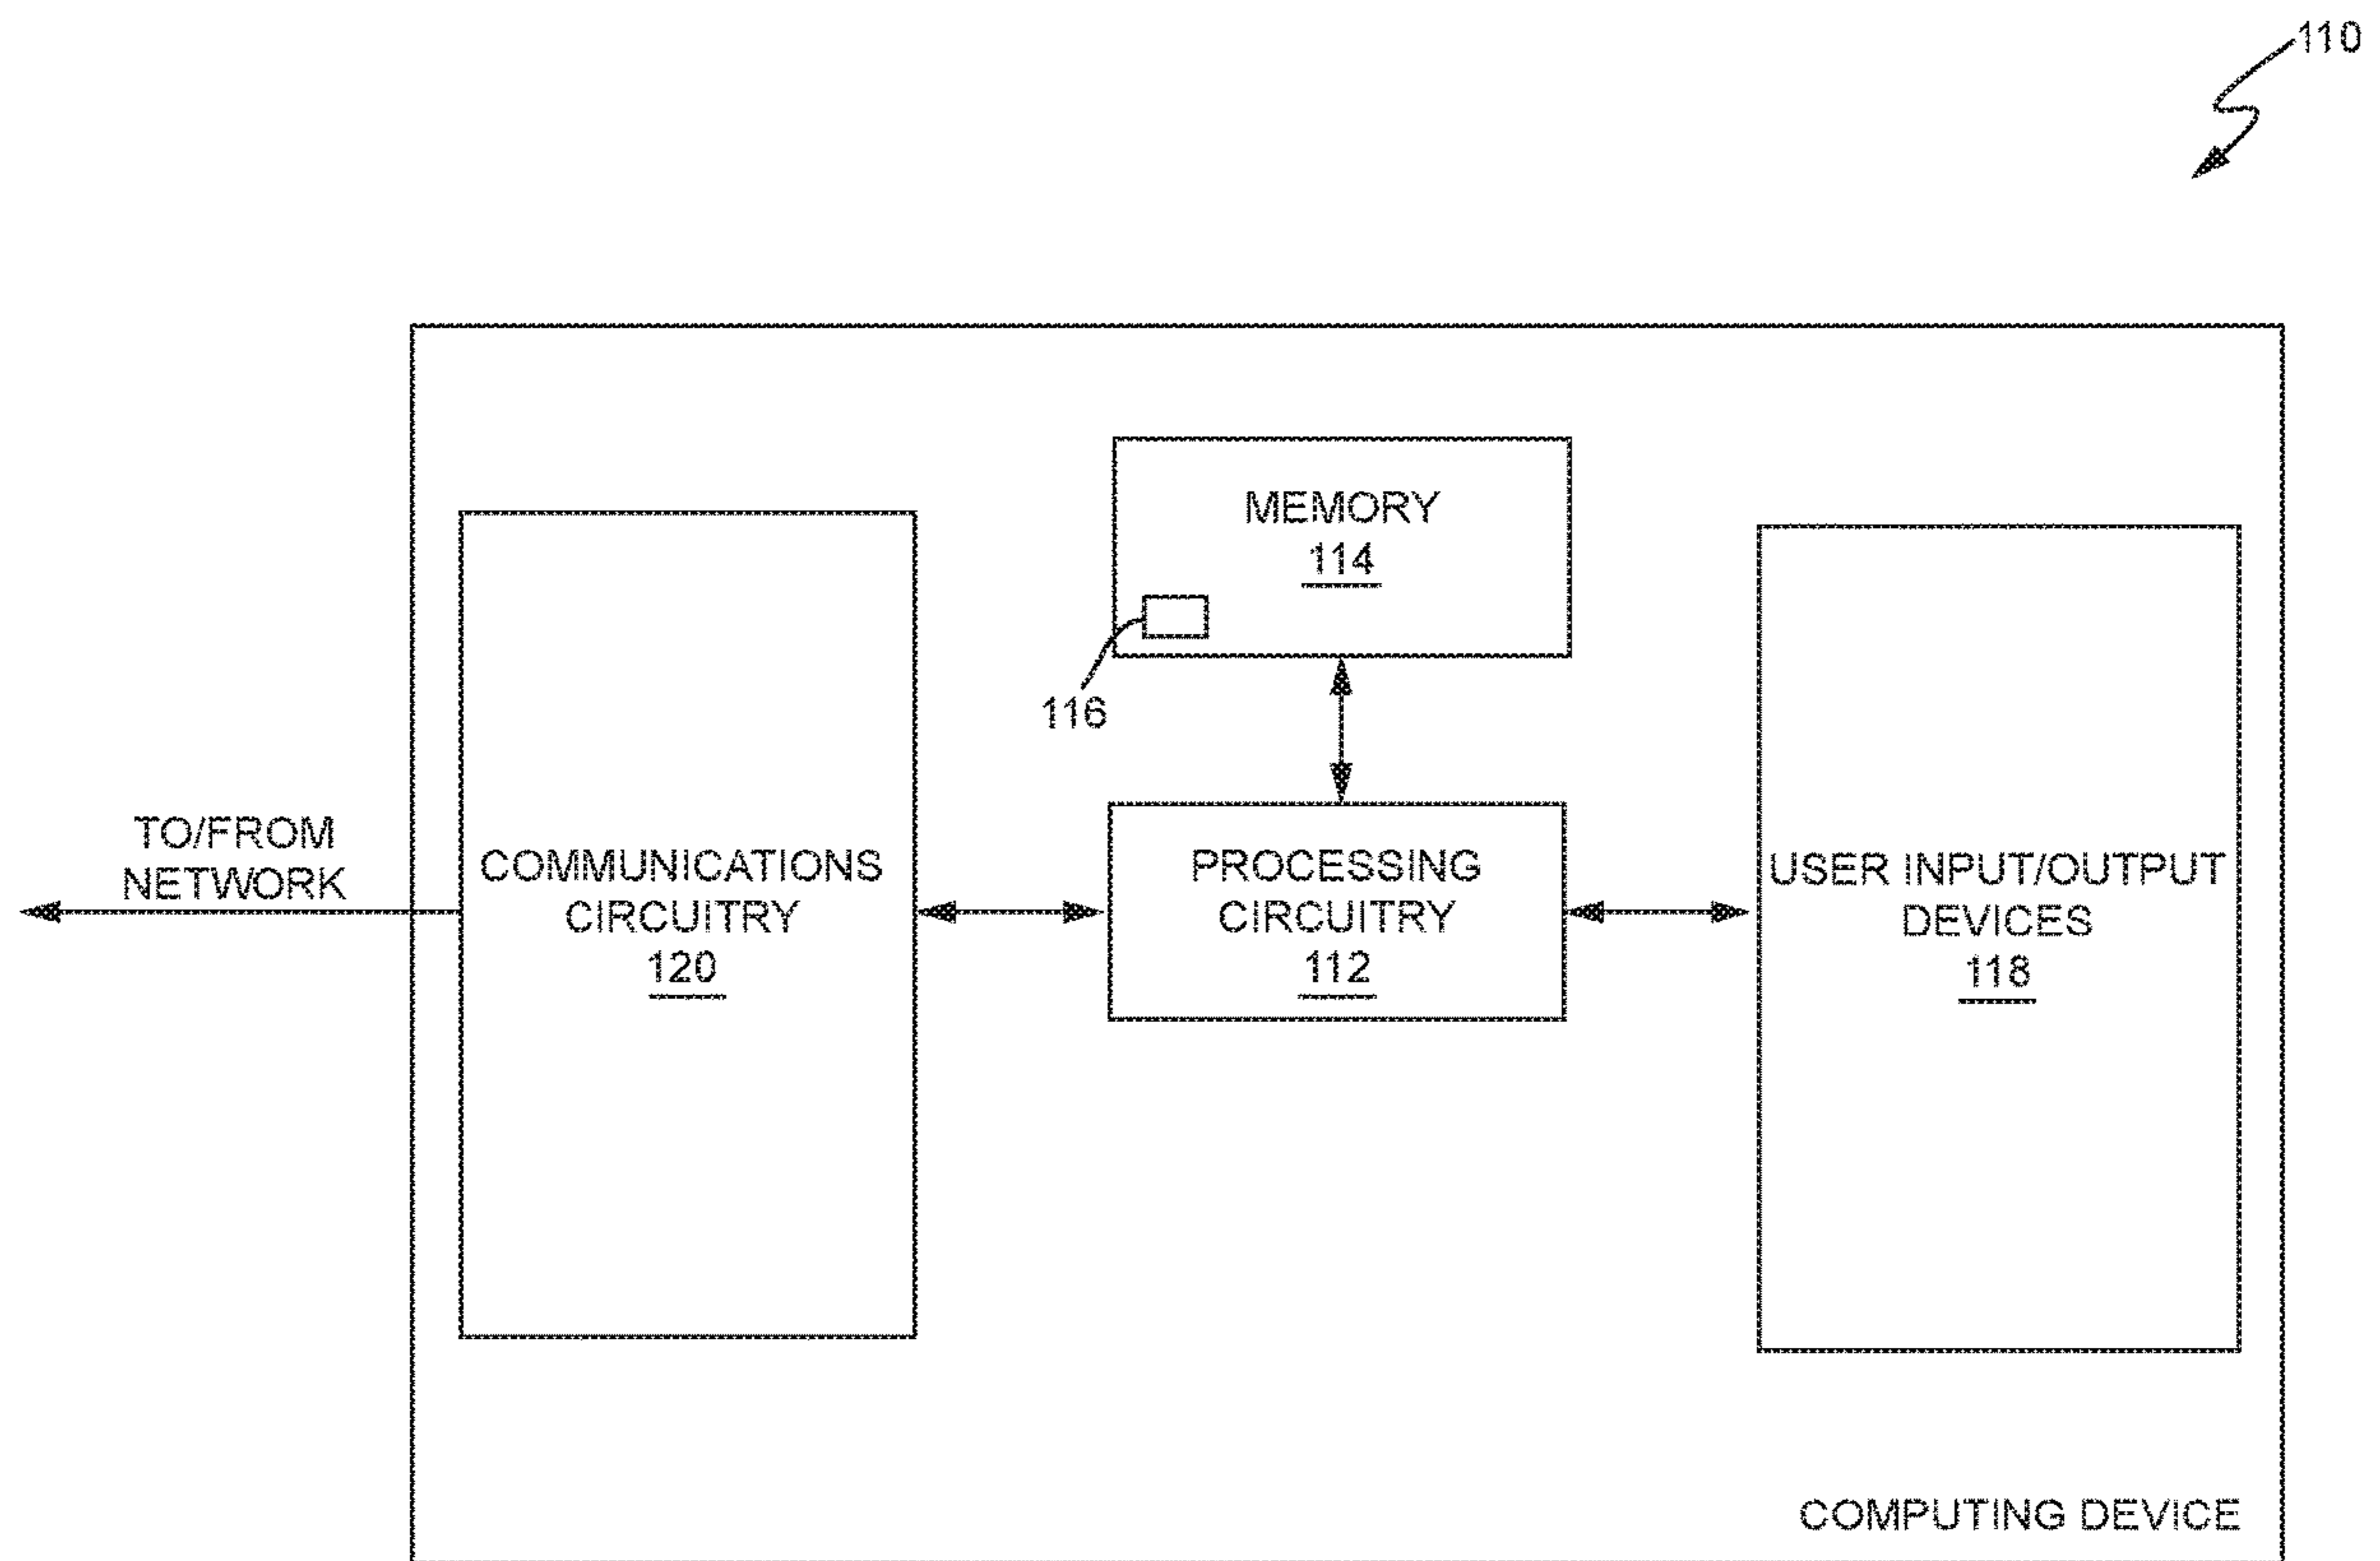 110
MEMORY
114
116
TO/FROM
NETWORK
COMMUNICATIONS
CIRCUITRY
120
PROCESSING
CIRCUITRY
112
USER INPUT/OUTPUT
DEVICES
118
COMPUTING DEVICE